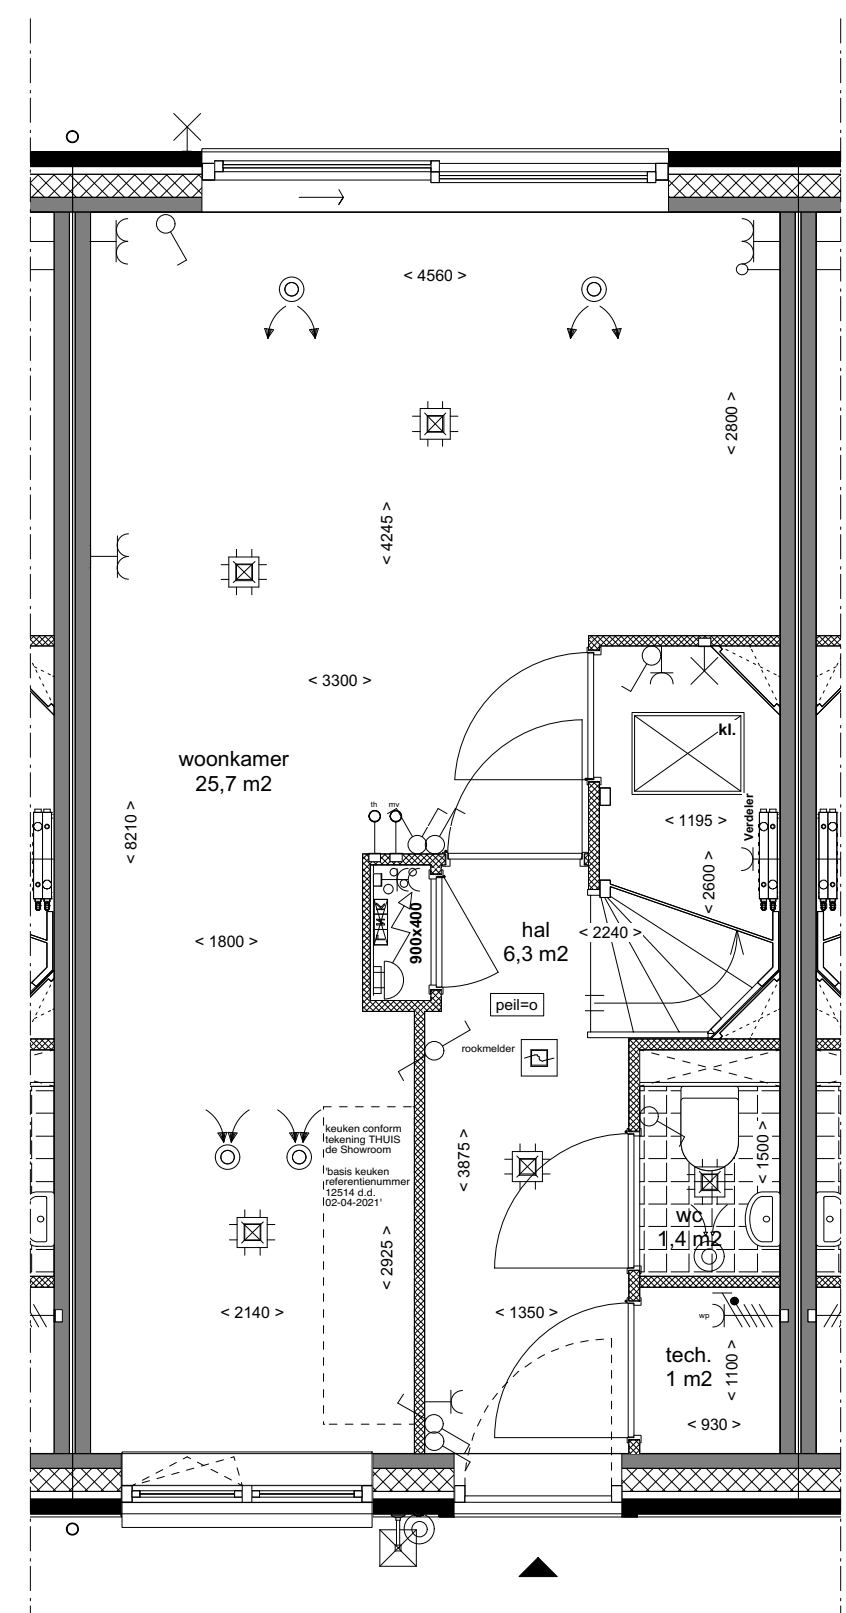 < 4560 >
< 2800 >
< 4245 >
< 3300 >
kl.
woonkamer
25,7 m2
th
mv
< 8210 >
< 1195 >
Verdeler
< 2600 >
900x400
hal
6,3 m2
< 2240 >
< 1800 >
peil=o
rookmelder
keuken conform
tekening THUIS
de Showroom
'basis keuken
referentienummer
12514 d.d.
02-04-2021'
< 3875 >
< 1500 >
wc
1,4 m2
< 2925 >
< 2140 >
< 1350 >
wp
tech.
1 m2
< 1100 >
< 930 >